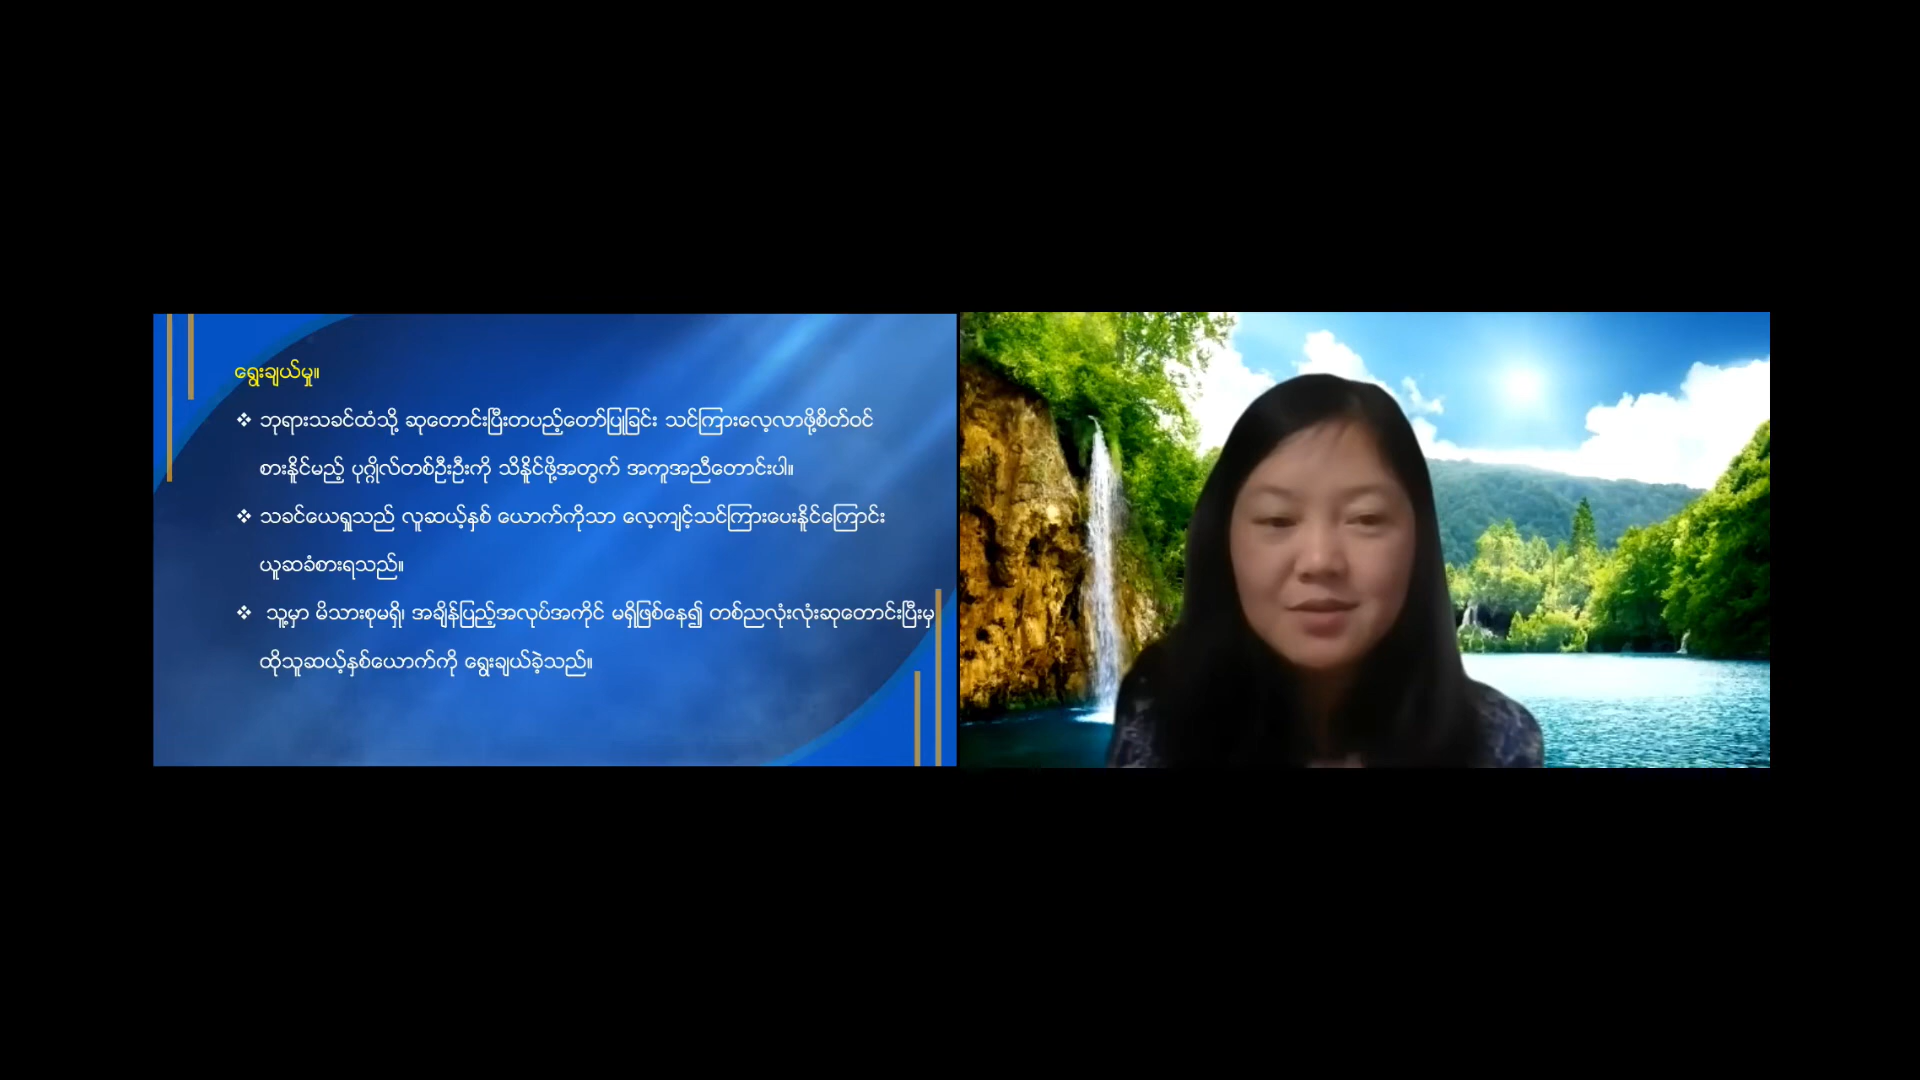 ရွေးချယ်မှု။
❖ ဘုရားသခင်ထံသို့ ဆုတောင်းပြီးတပည့်တော်ပြုခြင်း သင်ကြားလေ့လာဖို့စိတ်ဝင်
စားနိူင်မည့် ပုဂ္ဂိုလ်တစ်ဦးဦးကို သိနိူင်ဖို့အတွက် အကူအညီတောင်းပါ။
❖ သခင်ယေရှုသည် လူဆယ့်နှစ် ယောက်ကိုသာ လေ့ကျင့်သင်ကြားပေးနိူင်ကြောင်း
ယူဆခံစားရသည်။
❖ သူ့မှာ မိသားစုမရှိ၊ အချိန်ပြည့်အလုပ်အကိုင် မရှိဖြစ်နေ၍ တစ်ညလုံးလုံးဆုတောင်းပြီးမှ
ထိုသူဆယ့်နှစ်ယောက်ကို ရွေးချယ်ခဲ့သည်။